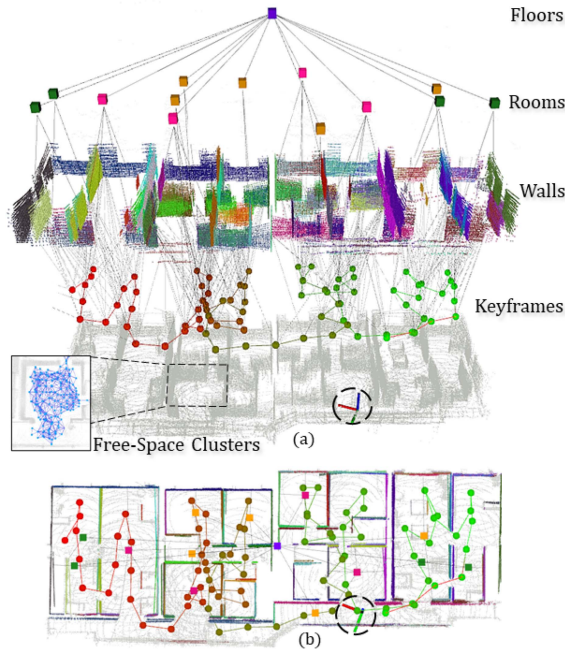 Floors
Rooms
Walls
Keyframes
Free-Space Clusters
(a)
(b)